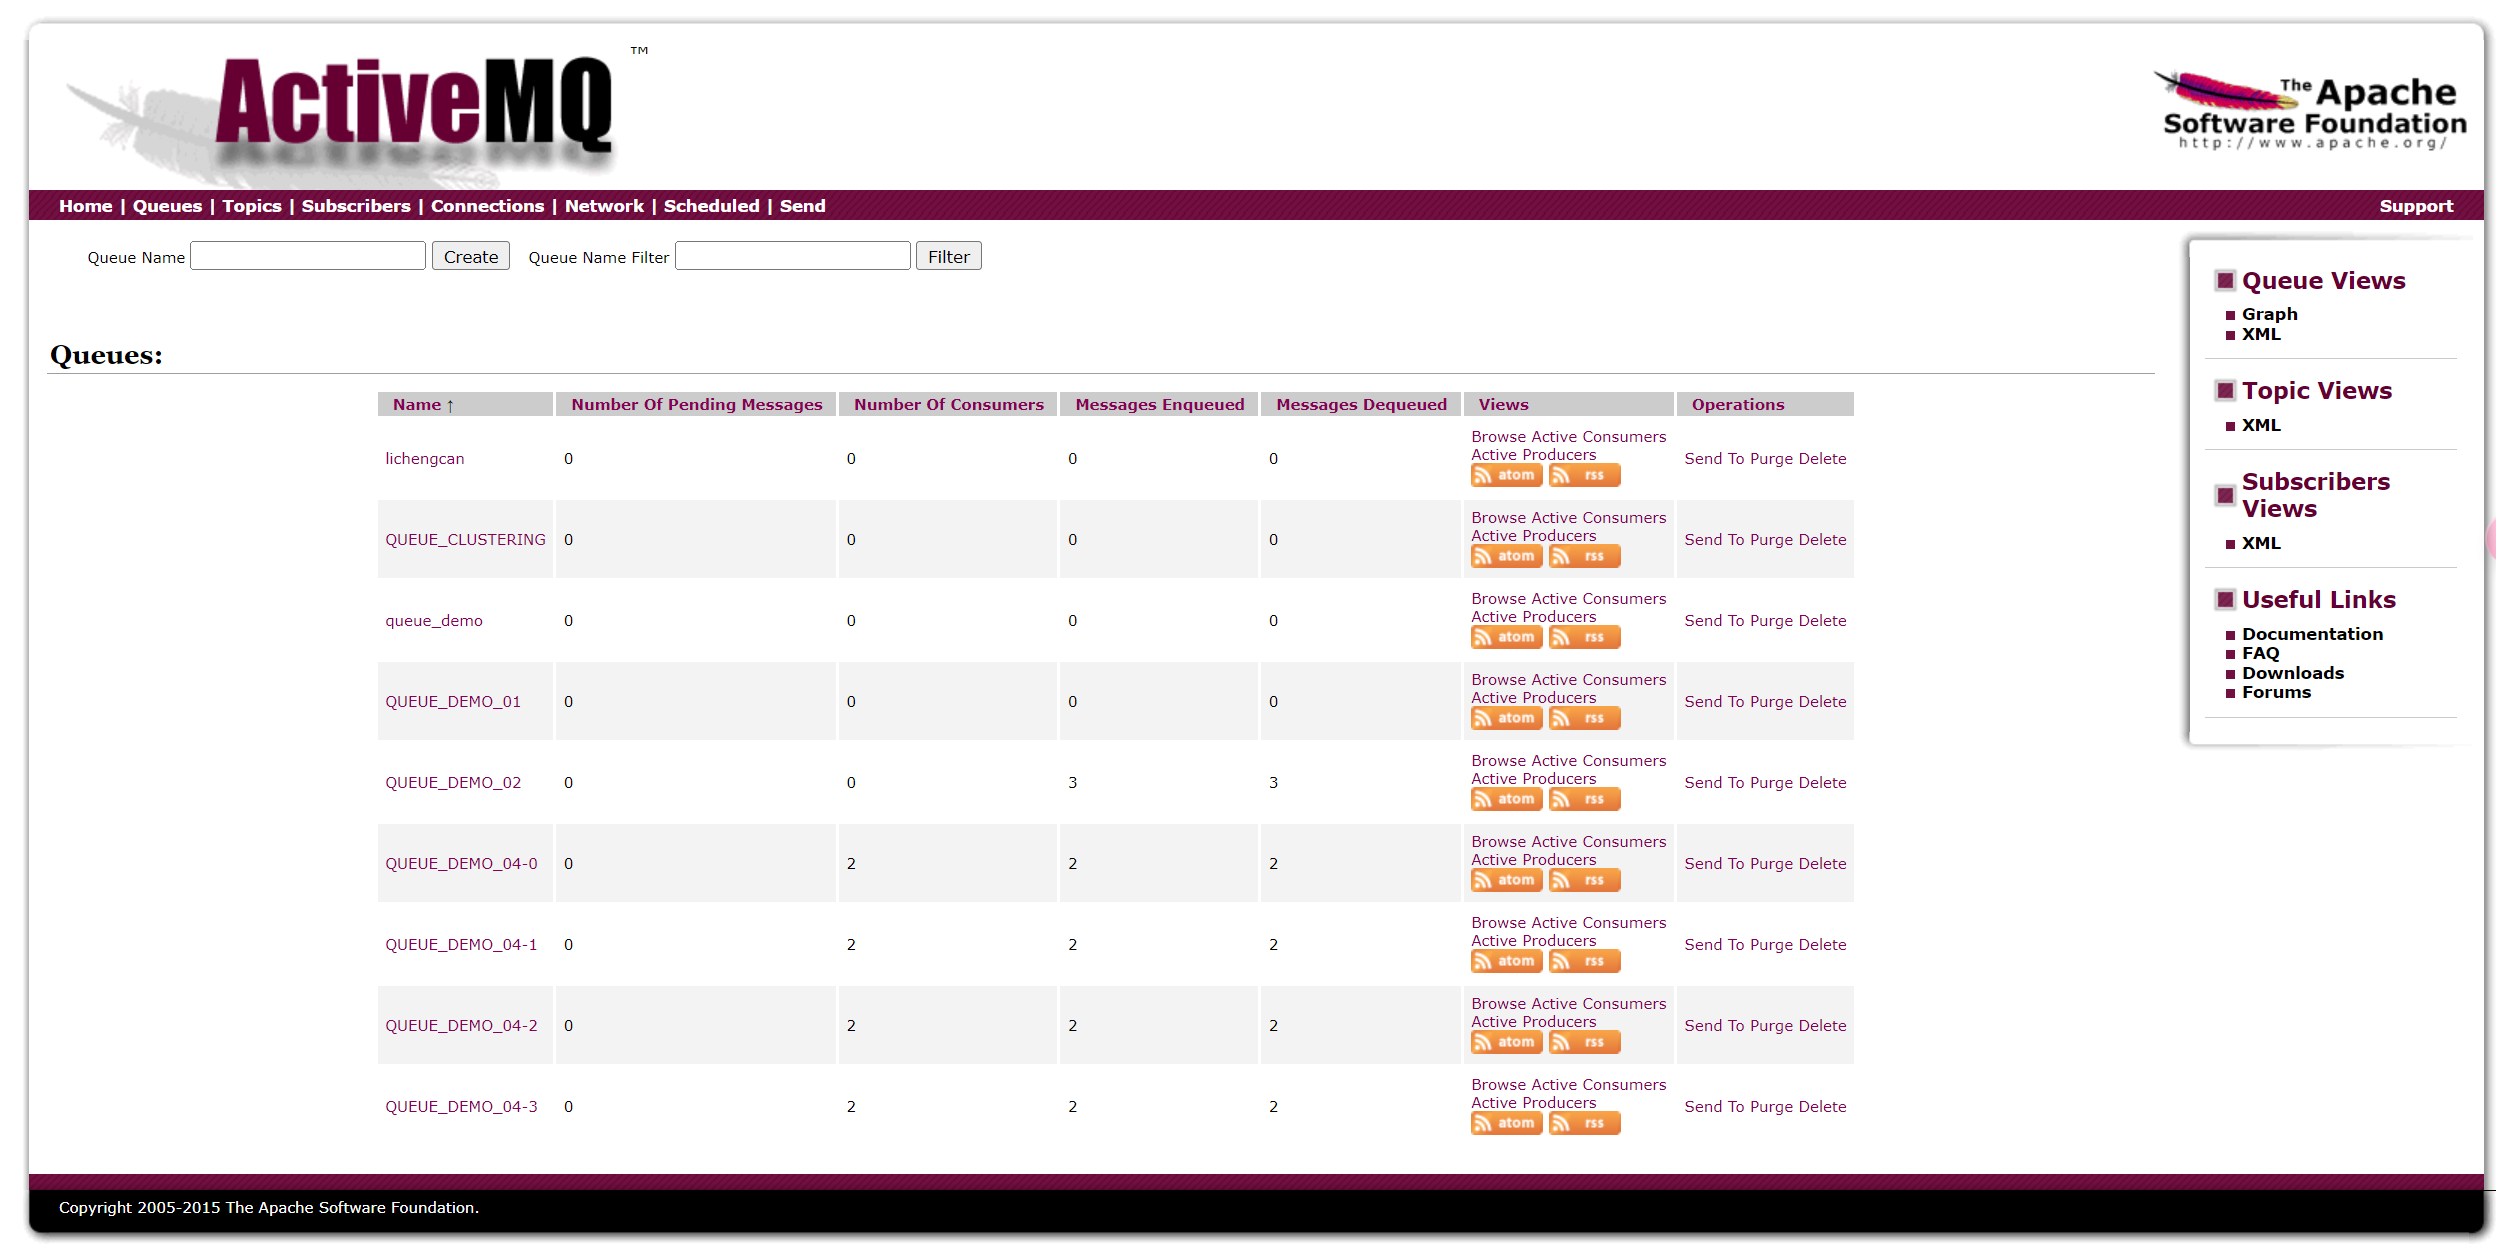 ActiveMQ ™
The Apache
Software Foundation
http://www.apache.org/
Home | Queues | Topics | Subscribers | Connections | Network | Scheduled | Send Support
Queue Name Create Queue Name Filter Filter
Queues:
Name ↑ Number Of Pending Messages Number Of Consumers Messages Enqueued Messages Dequeued Views Operations
lichengcan 0 0 0 0 Browse Active Consumers
Active Producers
atom rss
Send To Purge Delete
QUEUE_CLUSTERING 0 0 0 0 Browse Active Consumers
Active Producers
atom rss
Send To Purge Delete
queue_demo 0 0 0 0 Browse Active Consumers
Active Producers
atom rss
Send To Purge Delete
QUEUE_DEMO_01 0 0 0 0 Browse Active Consumers
Active Producers
atom rss
Send To Purge Delete
QUEUE_DEMO_02 0 0 3 3 Browse Active Consumers
Active Producers
atom rss
Send To Purge Delete
QUEUE_DEMO_04-0 0 2 2 2 Browse Active Consumers
Active Producers
atom rss
Send To Purge Delete
QUEUE_DEMO_04-1 0 2 2 2 Browse Active Consumers
Active Producers
atom rss
Send To Purge Delete
QUEUE_DEMO_04-2 0 2 2 2 Browse Active Consumers
Active Producers
atom rss
Send To Purge Delete
QUEUE_DEMO_04-3 0 2 2 2 Browse Active Consumers
Active Producers
atom rss
Send To Purge Delete
Queue Views
Graph
XML
Topic Views
XML
Subscribers
Views
XML
Useful Links
Documentation
FAQ
Downloads
Forums
Copyright 2005-2015 The Apache Software Foundation.